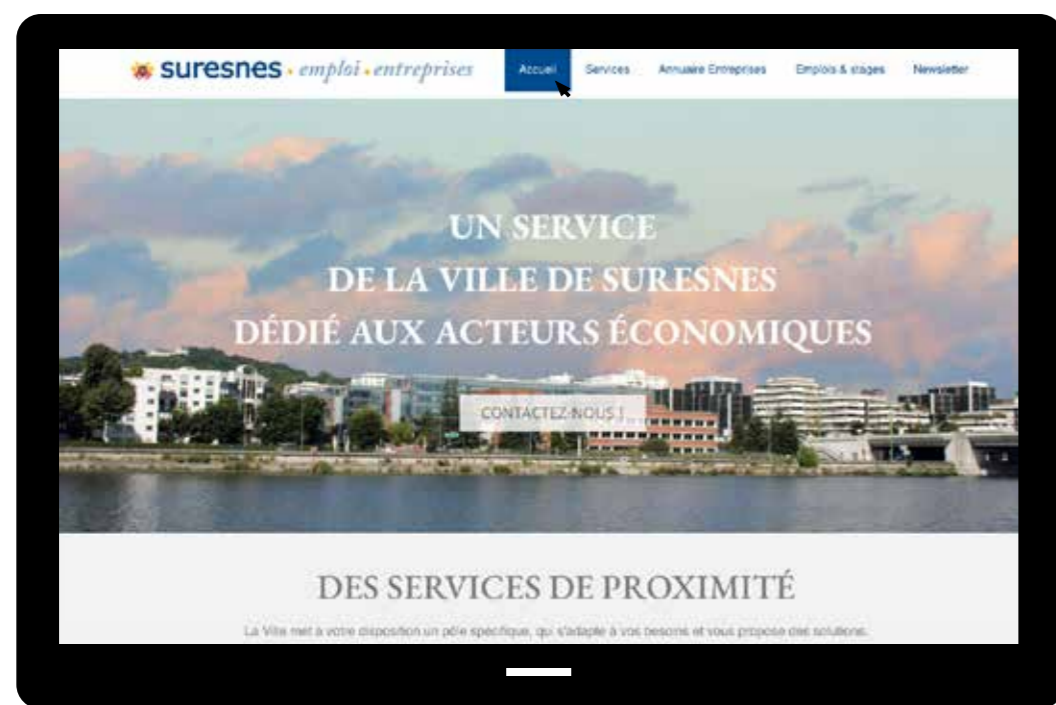 suresnes • emploi • entreprises
Accueil
Services
Annuaire Entreprises
Emplois & stages
Newsletter
UN SERVICE
DE LA VILLE DE SURESNES
DÉDIÉ AUX ACTEURS ÉCONOMIQUES
CONTACTEZ-NOUS !
DES SERVICES DE PROXIMITÉ
La Ville met à votre disposition un pôle spécifique, qui s'adapte à vos besoins et vous propose des solutions.